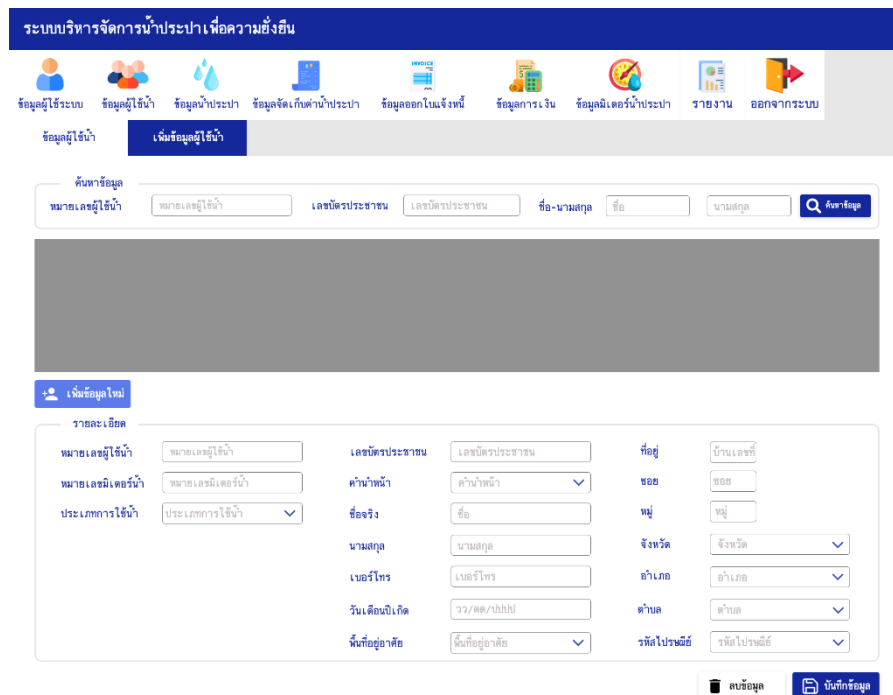 ระบบบริหารจัดการน้ำประปาเพื่อความยั่งยืน
INVOICE
ข้อมูลผู้ใช้ระบบ ข้อมูลผู้ใช้น้ำ ข้อมูลน้ำประปา ข้อมูลจัดเก็บค่าน้ำประปา ข้อมูลออกใบแจ้งหนี้ ข้อมูลการเงิน ข้อมูลมิเตอร์น้ำประปา รายงาน ออกจากระบบ
ข้อมูลผู้ใช้น้ำ เพิ่มข้อมูลผู้ใช้น้ำ
ค้นหาข้อมูล
หมายเลขผู้ใช้น้ำ หมายเลขผู้ใช้น้ำ เลขบัตรประชาชน เลขบัตรประชาชน ชื่อ-นามสกุล ชื่อ นามสกุล ค้นหาข้อมูล
เพิ่มข้อมูลใหม่
รายละเอียด
หมายเลขผู้ใช้น้ำ หมายเลขผู้ใช้น้ำ เลขบัตรประชาชน เลขบัตรประชาชน ที่อยู่ บ้านเลขที่
หมายเลขมิเตอร์น้ำ หมายเลขมิเตอร์น้ำ คำนำหน้า คำนำหน้า ซอย ซอย
ประเภทการใช้น้ำ ประเภทการใช้น้ำ ชื่อจริง ชื่อ หมู่ หมู่
นามสกุล นามสกุล จังหวัด จังหวัด
เบอร์โทร เบอร์โทร อำเภอ อำเภอ
วันเดือนปีเกิด วว/ดด/ปปปป ตำบล ตำบล
พื้นที่อยู่อาศัย พื้นที่อยู่อาศัย รหัสไปรษณีย์ รหัสไปรษณีย์
ลบข้อมูล บันทึกข้อมูล